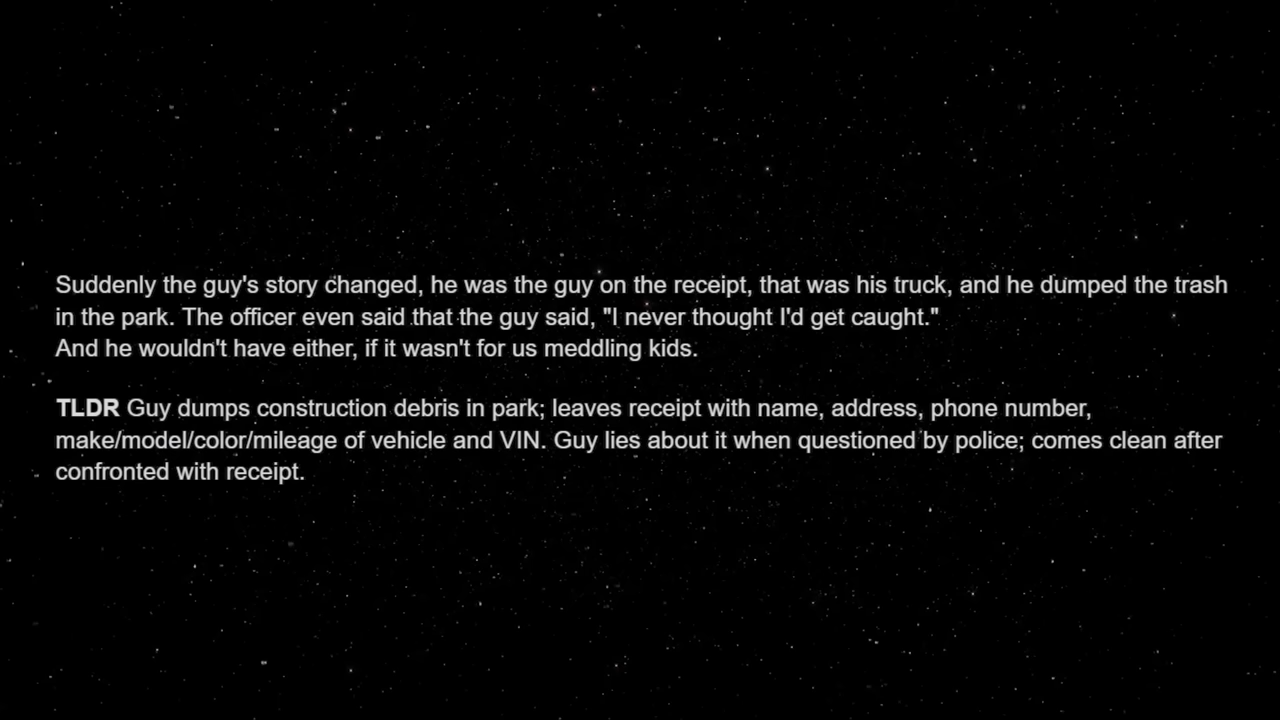 Suddenly the guy's story changed, he was the guy on the receipt, that was his truck, and he dumped the trash
in the park. The officer even said that the guy said, "I never thought I'd get caught."
And he wouldn't have either, if it wasn't for us meddling kids.
TLDR Guy dumps construction debris in park; leaves receipt with name, address, phone number,
make/model/color/mileage of vehicle and VIN. Guy lies about it when questioned by police; comes clean after
confronted with receipt.